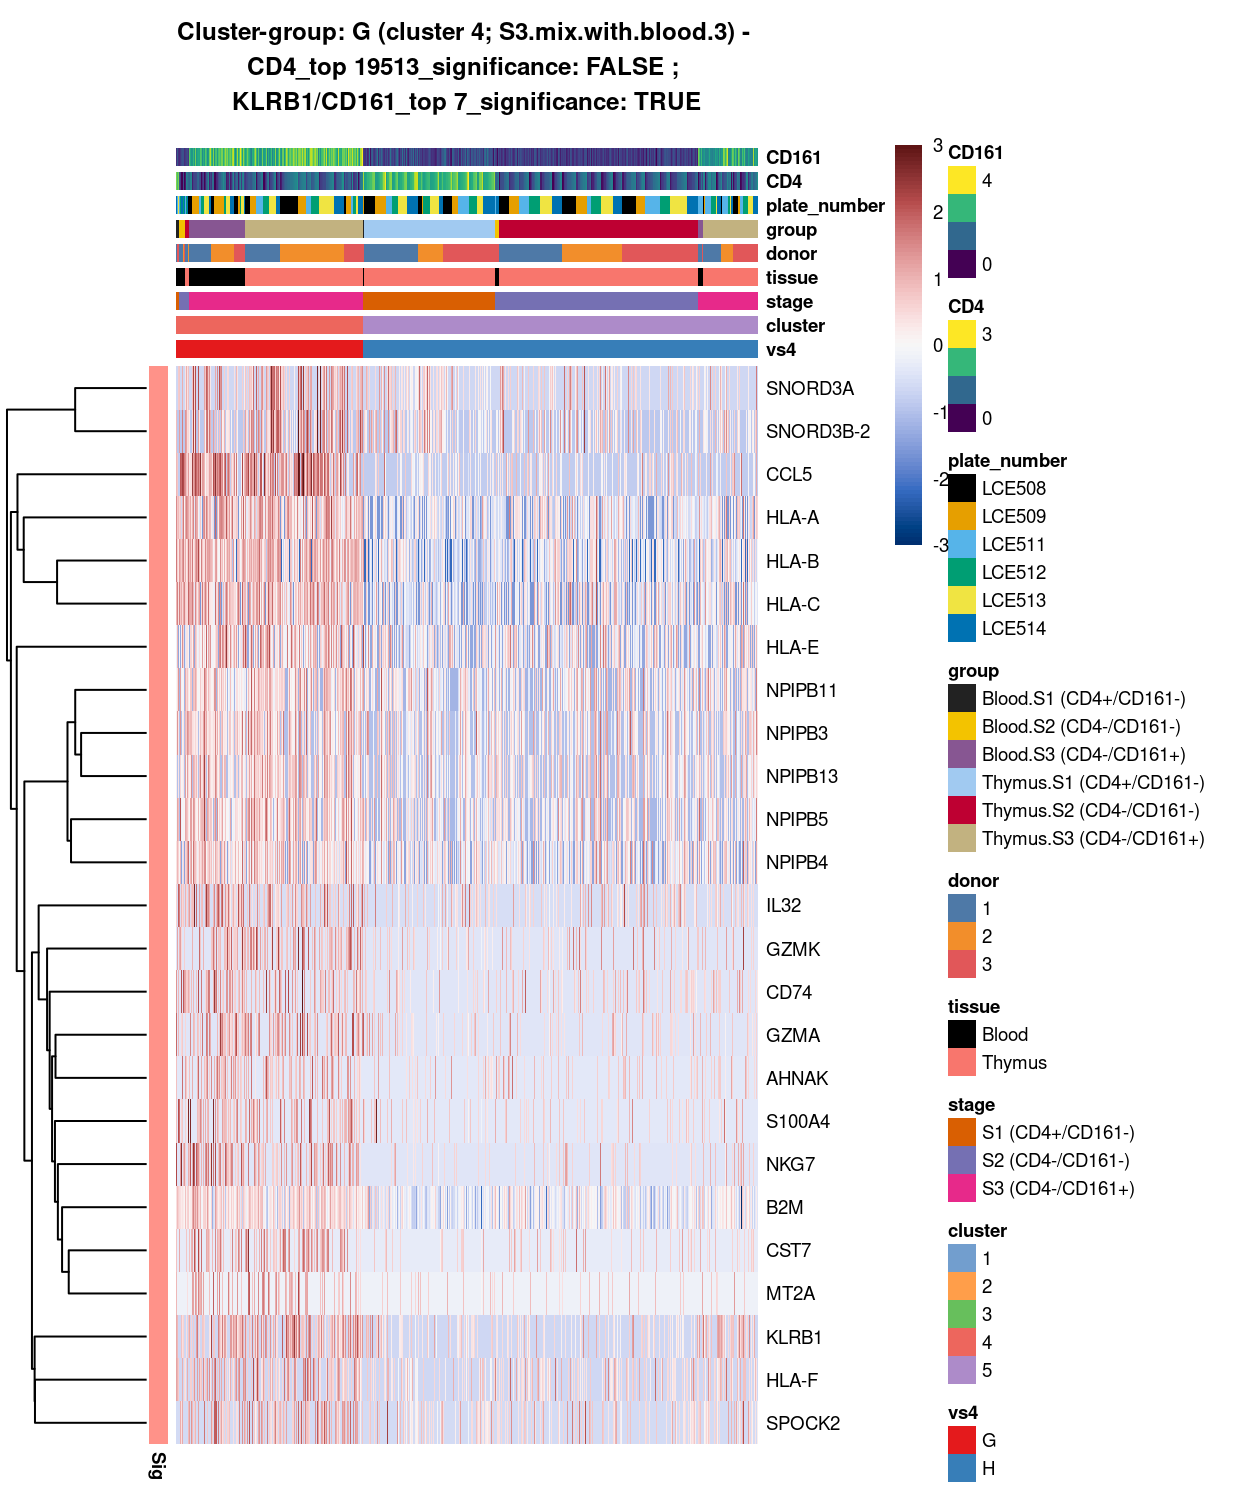 Cluster-group: G (cluster 4; S3.mix.with.blood.3) -
CD4_top 19513_significance: FALSE ;
KLRB1/CD161_top 7_significance: TRUE
CD161
CD4
plate_number
group
donor
tissue
stage
cluster
vs4
SNORD3A
SNORD3B-2
CCL5
HLA-A
HLA-B
HLA-C
HLA-E
NPIPB11
NPIPB3
NPIPB13
NPIPB5
NPIPB4
IL32
GZMK
CD74
GZMA
AHNAK
S100A4
NKG7
B2M
CST7
MT2A
KLRB1
HLA-F
SPOCK2
Sig
3
2
1
0
-1
-2
-3
CD161
4
0
CD4
3
0
plate_number
LCE508
LCE509
LCE511
LCE512
LCE513
LCE514
group
Blood.S1 (CD4+/CD161-)
Blood.S2 (CD4-/CD161-)
Blood.S3 (CD4-/CD161+)
Thymus.S1 (CD4+/CD161-)
Thymus.S2 (CD4-/CD161-)
Thymus.S3 (CD4-/CD161+)
donor
1
2
3
tissue
Blood
Thymus
stage
S1 (CD4+/CD161-)
S2 (CD4-/CD161-)
S3 (CD4-/CD161+)
cluster
1
2
3
4
5
vs4
G
H